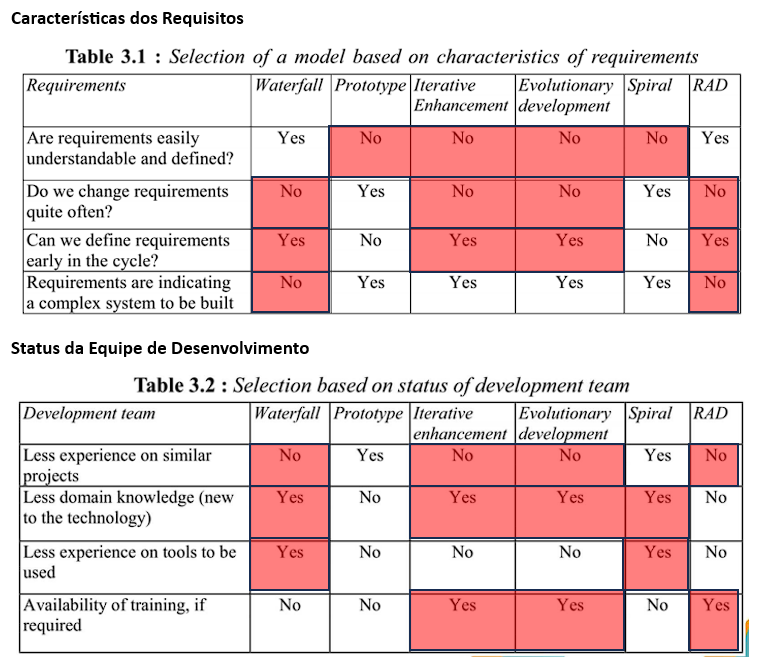 Características dos Requisitos
Table 3.1 : Selection of a model based on characteristics of requirements
Requirements Waterfall Prototype Iterative Evolutionary Spiral RAD
Enhancement development
Are requirements easily Yes No No No No Yes
understandable and defined?
Do we change requirements No Yes No No Yes No
quite often?
Can we define requirements Yes No Yes Yes No Yes
early in the cycle?
Requirements are indicating No Yes Yes Yes Yes No
a complex system to be built
Status da Equipe de Desenvolvimento
Table 3.2 : Selection based on status of development team
Development team Waterfall Prototype Iterative Evolutionary Spiral RAD
enhancement development
Less experience on similar No Yes No No Yes No
projects
Less domain knowledge (new Yes No Yes Yes Yes No
to the technology)
Less experience on tools to be Yes No No No Yes No
used
Availability of training, if No No Yes Yes No Yes
required